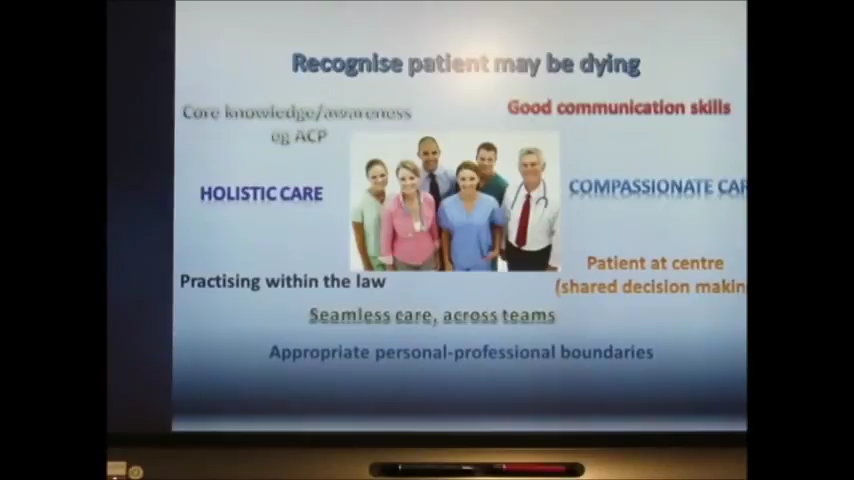 Recognise patient may be dying
Core knowledge/awareness
eg ACP
Good communication skills
HOLISTIC CARE
COMPASSIONATE CAR
Practising within the law
Patient at centre
(shared decision makin
Seamless care, across teams
Appropriate personal-professional boundaries